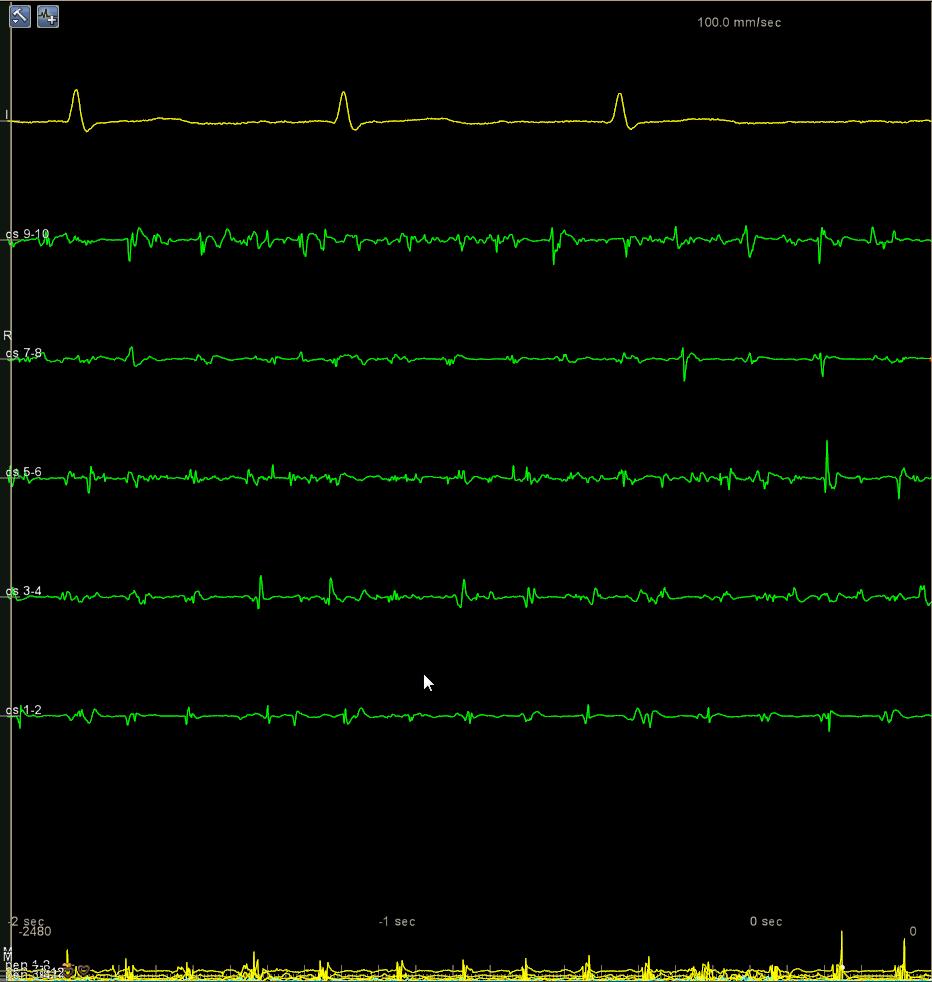 100.0 mm/sec
I
cs 9-10
R
cs 7-8
cs 5-6
cs 3-4
cs 1-2
-2 sec -1 sec 0 sec
-2480 0